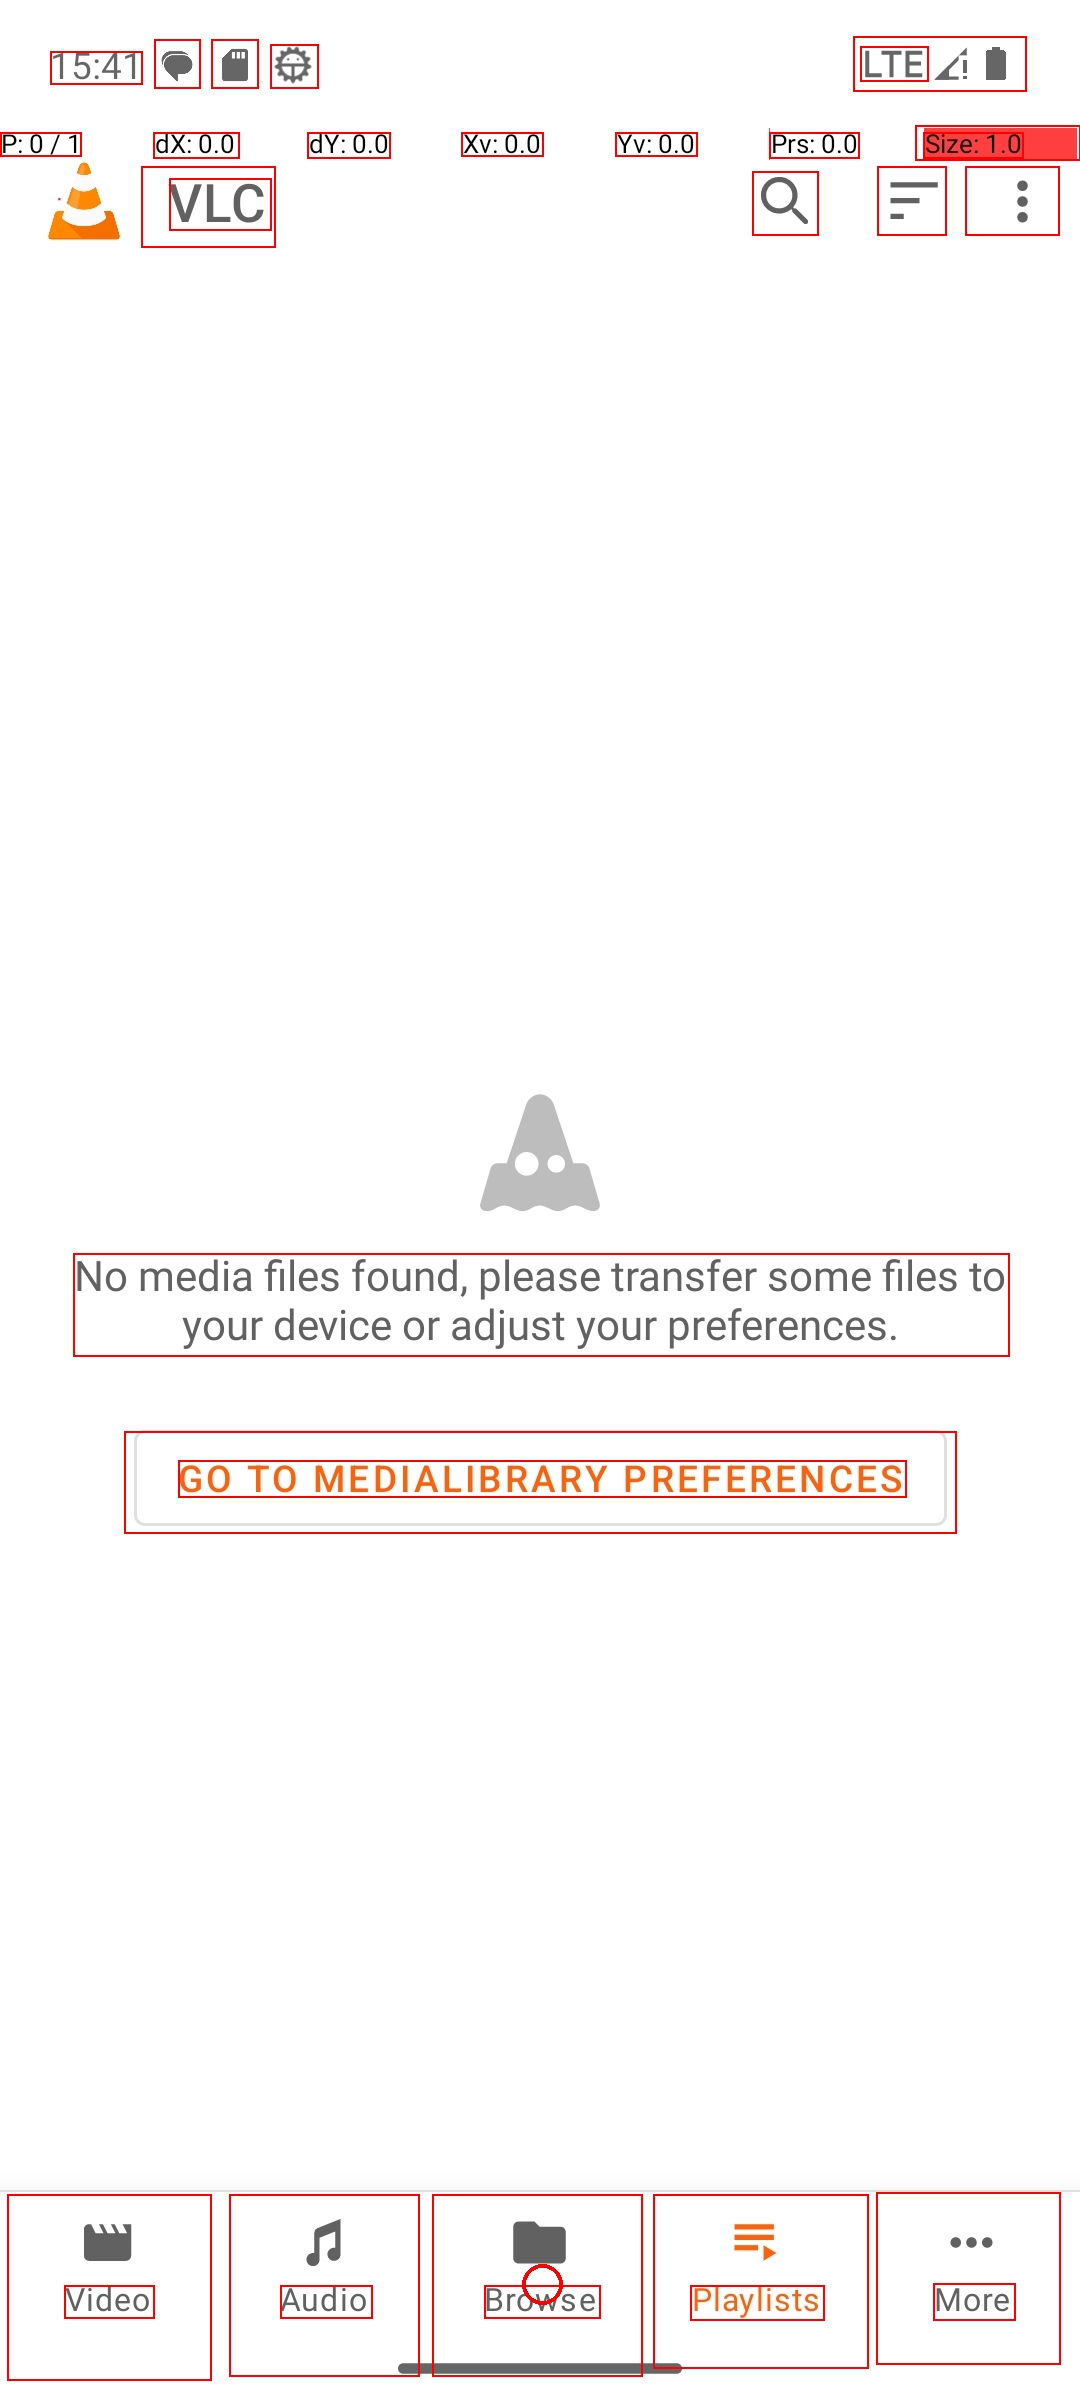 15:41
LTE
P: 0 / 1
dX: 0.0
dY: 0.0
Xv: 0.0
Yv: 0.0
Prs: 0.0
Size: 1.0
VLC
No media files found, please transfer some files to
your device or adjust your preferences.
GO TO MEDIALIBRARY PREFERENCES
Video
Audio
Browse
Playlists
More